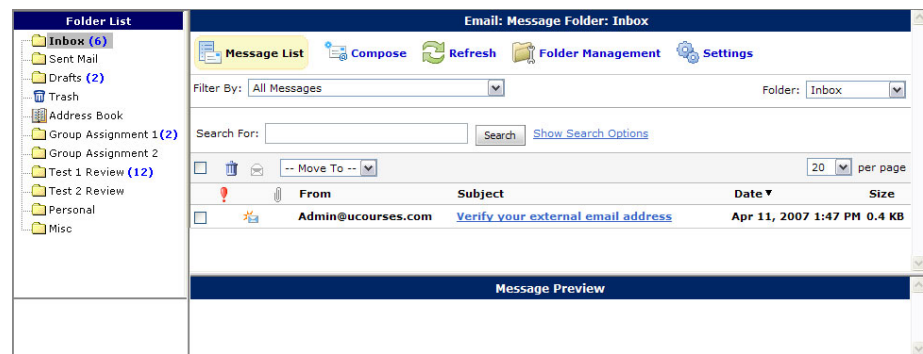 Folder List
Inbox (6)
Sent Mail
Drafts (2)
Trash
Address Book
Group Assignment 1(2)
Group Assignment 2
Test 1 Review (12)
Test 2 Review
Personal
Misc
Email: Message Folder: Inbox
Message List Compose Refresh Folder Management Settings
Filter By: All Messages Folder: Inbox
Search For: Search Show Search Options
-- Move To -- 20 per page
From Subject Date Size
Admin@ucourses.com Verify your external email address Apr 11, 2007 1:47 PM 0.4 KB
Message Preview